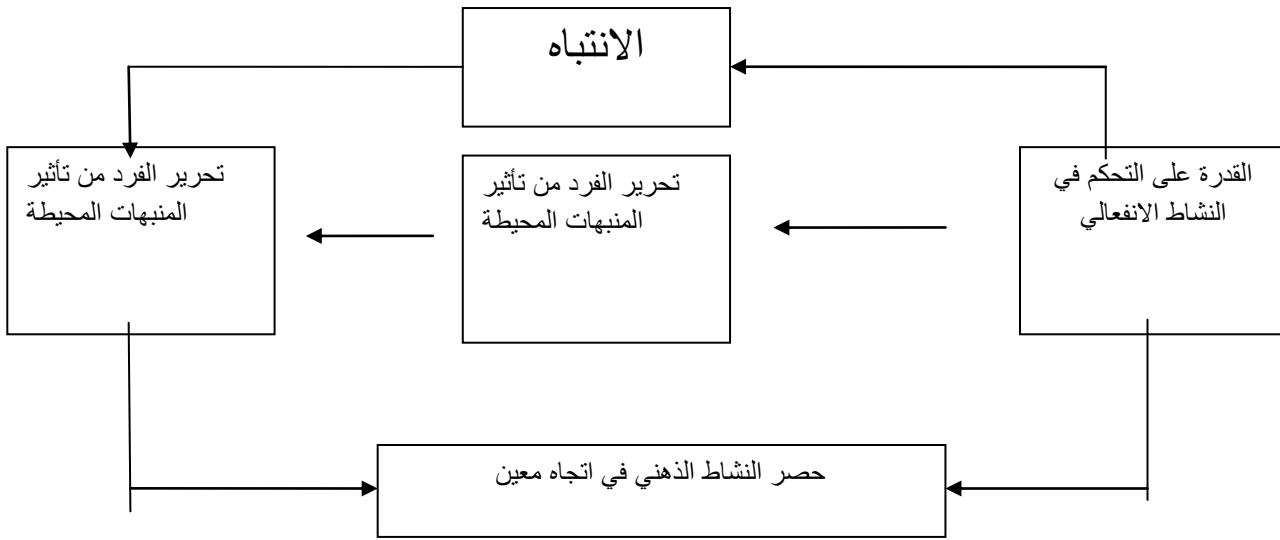 الانتباه
القدرة على التحكم في
النشاط الانفعالي
تحرير الفرد من تأثير
المنبهات المحيطة
تحرير الفرد من تأثير
المنبهات المحيطة
حصر النشاط الذهني في اتجاه معين